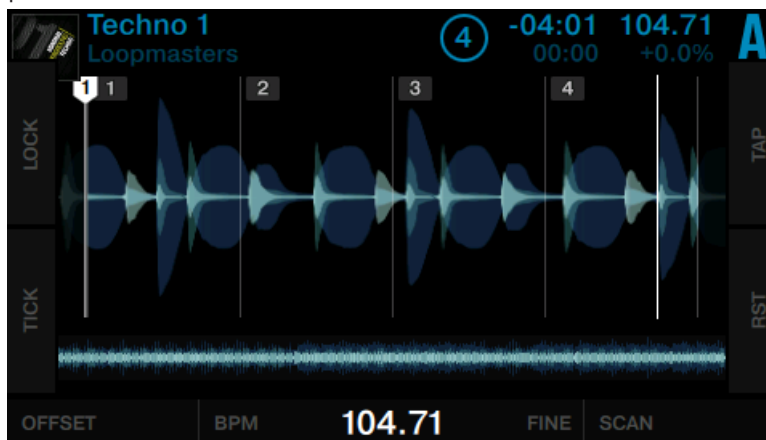 Techno 1
Loopmasters
4
-04:01 104.71
00:00 +0.0%
A
1 1 2 3 4
LOCK
TAP
TICK
RST
OFFSET BPM 104.71 FINE SCAN